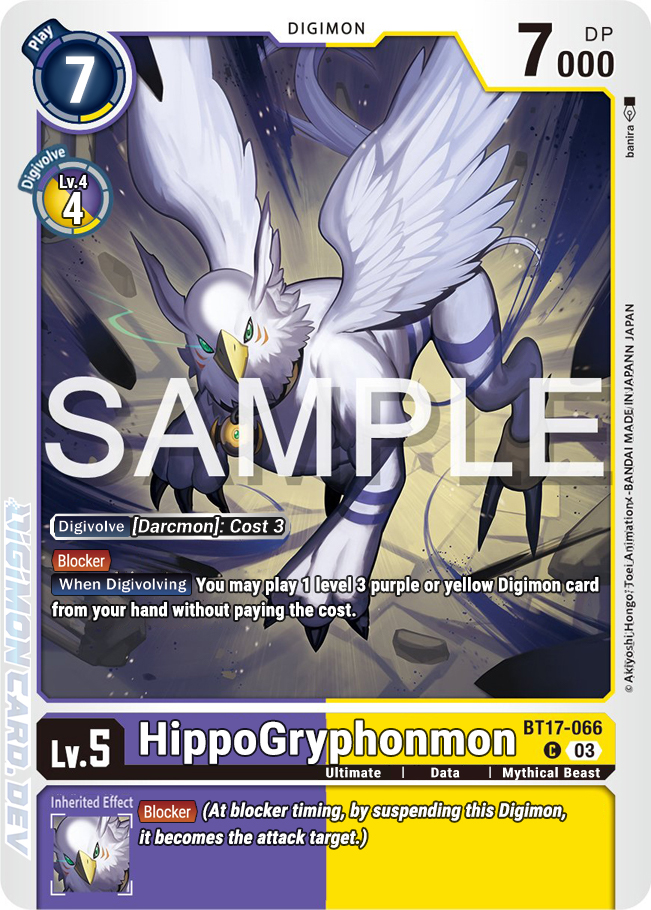 DIGIMON
Play
7
7000
DP
banira
Digivolve
Lv.4
4
SAMPLE
Digivolve [Darcmon]: Cost 3
Blocker
When Digivolving You may play 1 level 3 purple or yellow Digimon card
from your hand without paying the cost.
©Akiyoshi Hongo, Toei Animation・BANDAI MADE IN JAPAN JAPAN
DIGIMONCARD.DEV
Lv.5
HippoGryphonmon
BT17-066
C 03
Ultimate | Data | Mythical Beast
Inherited Effect
Blocker (At blocker timing, by suspending this Digimon,
it becomes the attack target.)